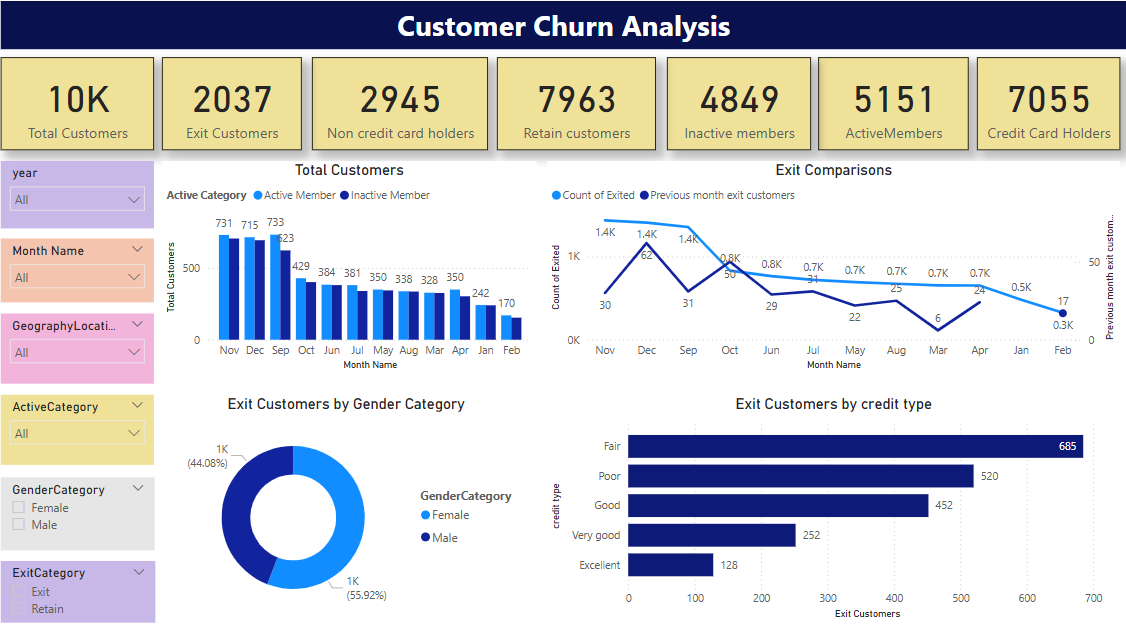 Customer Churn Analysis
10K
Total Customers
2037
Exit Customers
2945
Non credit card holders
7963
Retain customers
4849
Inactive members
5151
ActiveMembers
7055
Credit Card Holders
year
All
Month Name
All
GeographyLocati...
All
ActiveCategory
All
GenderCategory
Female
Male
ExitCategory
Exit
Retain
Total Customers
Active Category Active Member Inactive Member
Total Customers
500
0
731 715 733 623 429 384 381 350 338 328 350 242 170
Nov Dec Sep Oct Jun Jul May Aug Mar Apr Jan Feb
Month Name
Exit Comparisons
Count of Exited Previous month exit customers
Count of Exited
1K
0K
1.4K 1.4K 1.4K 0.8K 0.8K 0.7K 0.7K 0.7K 0.7K 0.7K 0.5K 0.3K
30 62 31 50 29 31 22 25 6 24 17
50
0
Previous month exit custom...
Nov Dec Sep Oct Jun Jul May Aug Mar Apr Jan Feb
Month Name
Exit Customers by Gender Category
1K
(44.08%)
1K
(55.92%)
GenderCategory
Female
Male
Exit Customers by credit type
credit type
Fair 685
Poor 520
Good 452
Very good 252
Excellent 128
0 100 200 300 400 500 600 700
Exit Customers